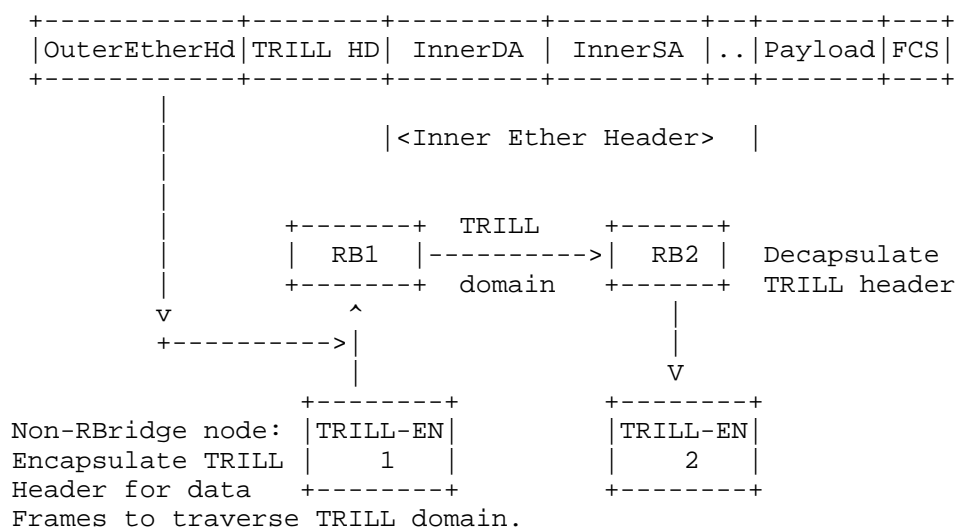 OuterEtherHd TRILL HD InnerDA InnerSA .. Payload FCS
<Inner Ether Header>
TRILL
RB1 RB2 Decapsulate
domain TRILL header
v ^
V
Non-RBridge node: TRILL-EN TRILL-EN
Encapsulate TRILL 1 2
Header for data
Frames to traverse TRILL domain.